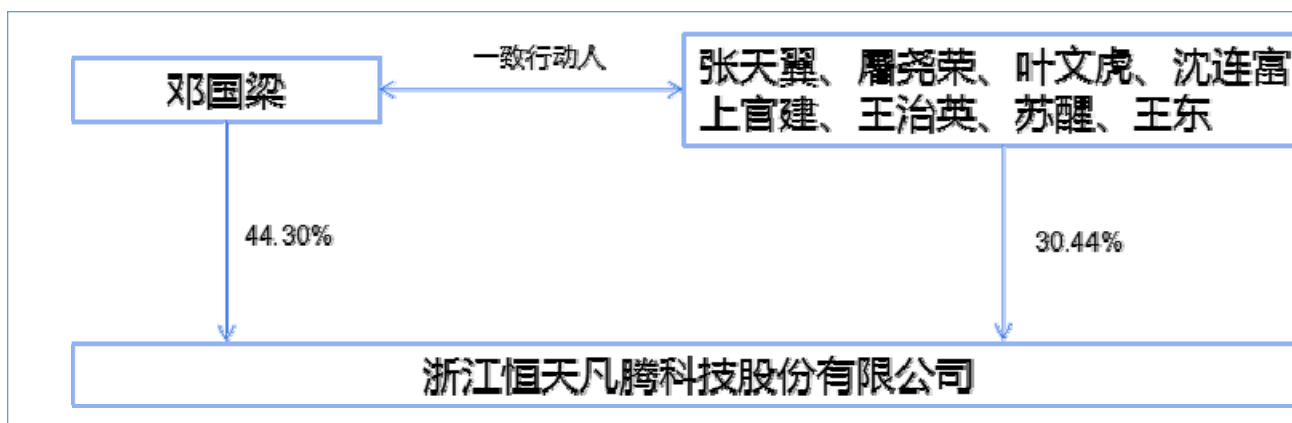 一致行动人
邓国梁
张天翼、屠尧荣、叶文虎、沈连富
上官建、王治英、苏醒、王东
44.30%
30.44%
浙江恒天凡腾科技股份有限公司